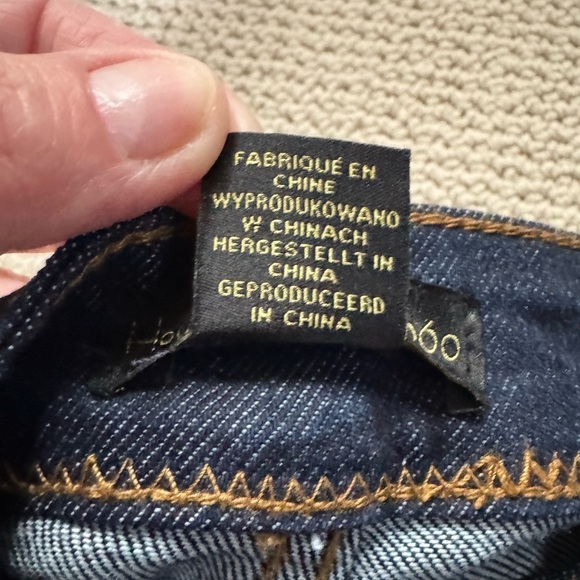 FABRIQUÉ EN
CHINE
WYPRODUKOWANO
W CHINACH
HERGESTELLT IN
CHINA
GEPRODUCEERD
IN CHINA